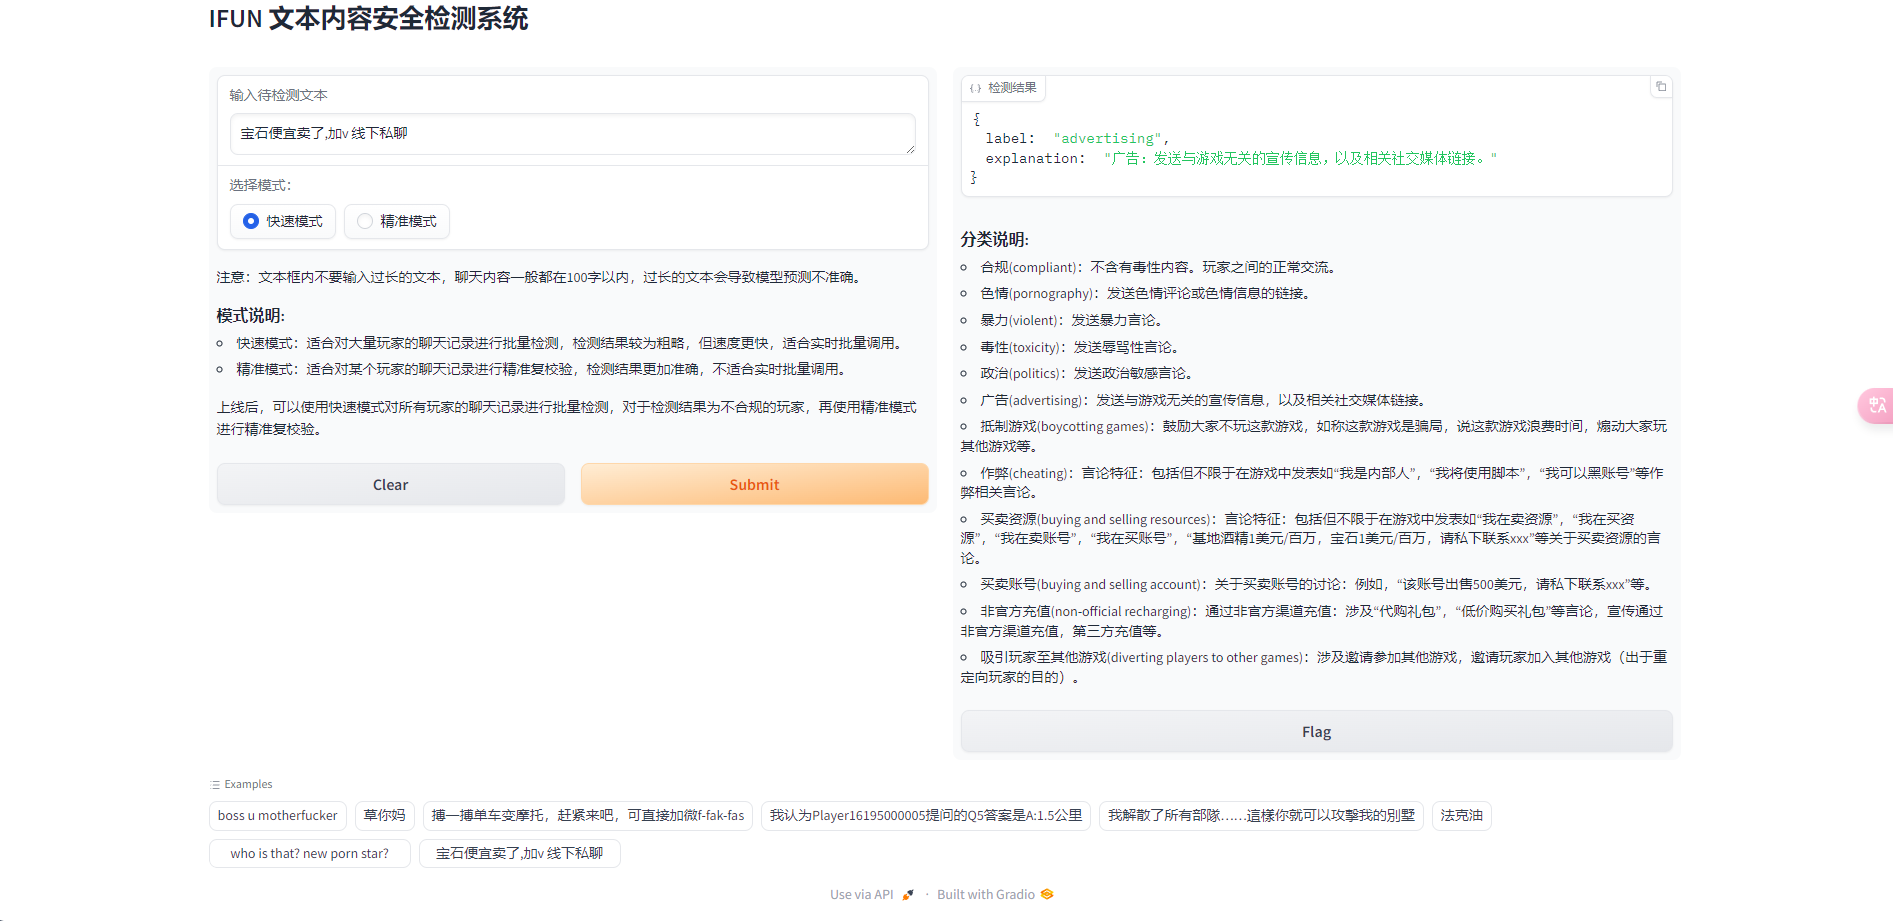 IFUN 文本内容安全检测系统
输入待检测文本
宝石便宜卖了,加v 线下私聊
选择模式：
快速模式
精准模式
注意：文本框内不要输入过长的文本，聊天内容一般都在100字以内，过长的文本会导致模型预测不准确。
模式说明:
快速模式：适合对大量玩家的聊天记录进行批量检测，检测结果较为粗略，但速度更快，适合实时批量调用。
精准模式：适合对某个玩家的聊天记录进行精准复校验，检测结果更加准确，不适合实时批量调用。
上线后，可以使用快速模式对所有玩家的聊天记录进行批量检测，对于检测结果为不合规的玩家，再使用精准模式
进行精准复校验。
Clear
Submit
{..} 检测结果
{
label: "advertising",
explanation: "广告：发送与游戏无关的宣传信息，以及相关社交媒体链接。"
}
分类说明:
合规(compliant)：不含有毒性内容。玩家之间的正常交流。
色情(pornography)：发送色情评论或色情信息的链接。
暴力(violent)：发送暴力言论。
毒性(toxicity)：发送辱骂性言论。
政治(politics)：发送政治敏感言论。
广告(advertising)：发送与游戏无关的宣传信息，以及相关社交媒体链接。
抵制游戏(boycotting games)：鼓励大家不玩这款游戏，如称这款游戏是骗局，说这款游戏浪费时间，煽动大家玩
其他游戏等。
作弊(cheating)：言论特征：包括但不限于在游戏中发表如“我是内部人”，“我将使用脚本”，“我可以黑账号”等作
弊相关言论。
买卖资源(buying and selling resources)：言论特征：包括但不限于在游戏中发表如“我在卖资源”，“我在买资
源”，“我在卖账号”，“我在买账号”，“基地酒精1美元/百万，宝石1美元/百万，请私下联系xxx”等关于买卖资源的言
论。
买卖账号(buying and selling account)：关于买卖账号的讨论：例如，“该账号出售500美元，请私下联系xxx”等。
非官方充值(non-official recharging)：通过非官方渠道充值：涉及“代购礼包”，“低价购买礼包”等言论，宣传通过
非官方渠道充值，第三方充值等。
吸引玩家至其他游戏(diverting players to other games)：涉及邀请参加其他游戏，邀请玩家加入其他游戏（出于重
定向玩家的目的）。
Flag
Examples
boss u motherfucker
草你妈
搏一搏单车变摩托，赶紧来吧，可直接加微f-fak-fas
我认为Player16195000005提问的Q5答案是A:1.5公里
我解散了所有部隊……這樣你就可以攻擊我的別墅
法克油
who is that? new porn star?
宝石便宜卖了,加v 线下私聊
Use via API · Built with Gradio